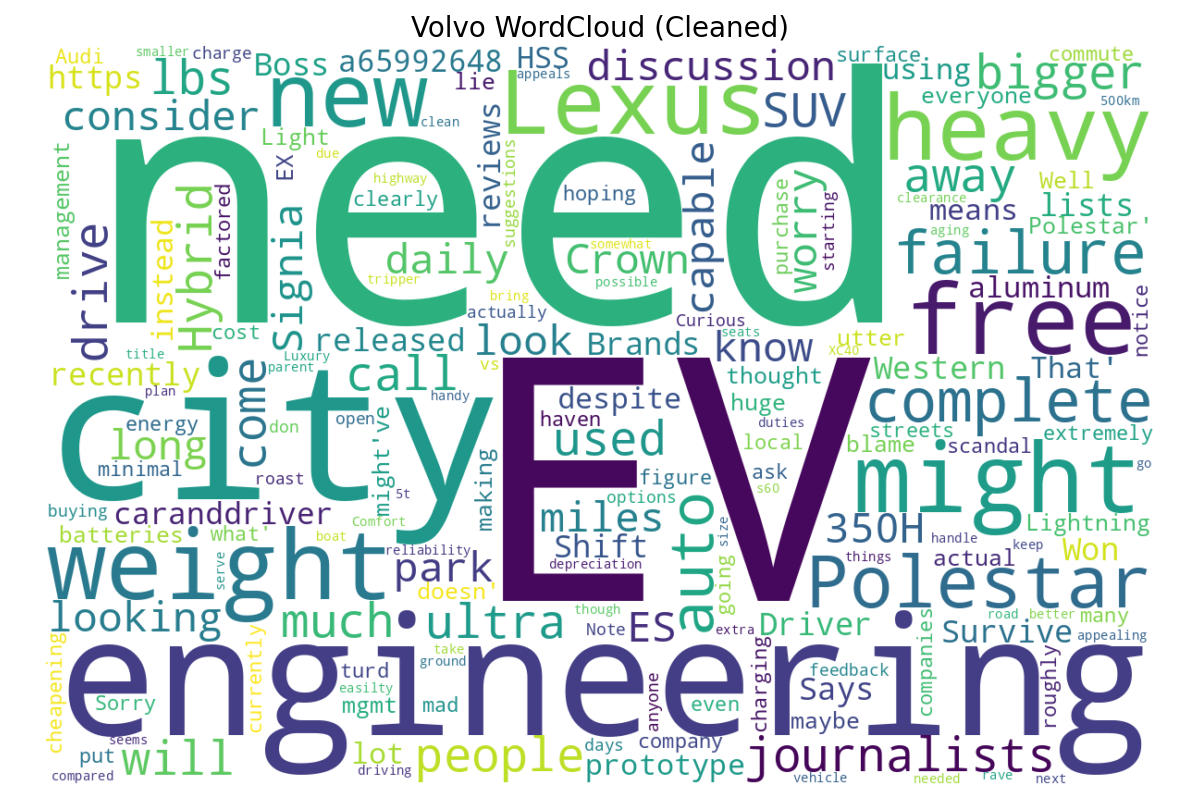 Volvo WordCloud (Cleaned)
Audi
smaller
charge
https
lbs
Boss
a65992648
HSS
appeals
lie
discussion
surface
using
bigger
commute
consider
new
clean
Lexus
SUV
everyone
500km
heavy
need
Light
due
EX
highway
clearly
reviews
suggestions
hoping
capable
purchase
worry
starting
away
Well
clearance
means
lists
Polestar'
aging
failure
management
drive
instead
Hybrid
factored
Signia
daily
tripper
Crown
somewhat
possible
bring
actually
aluminum
free
notice
cost
released
look
Brands
Curious
seats
know
utter
XC40
title
Luxury
parent
vs
recently
plan
come
call
handy
thought
Western
That'
city
EV
despite
haven
used
huge
duties
local
complete
streets
blame
scandal
extremely
energy
don
open
long
minimal
roast
might've
5t
making
figure
options
ask
s60
might
go
buying
caranddriver
Comfort
miles
auto
size
350H
handle
Lightning
batteries
what'
boat
reliability
Shift
depreciation
going
things
actual
keep
Won
weight
serve
park
doesn'
Polestar
looking
much
ultra
though
Note
ES
extra
Driver
companies
Survive
road
better
many
appealing
engineering
cheapening
currently
take
ground
turd
easilty
mgmt
mad
Sorry
anyone
even
charging
feedback
Says
maybe
roughly
seems
put
will
compared
lot
driving
people
days
company
prototype
journalists
vehicle
needed
rave
next